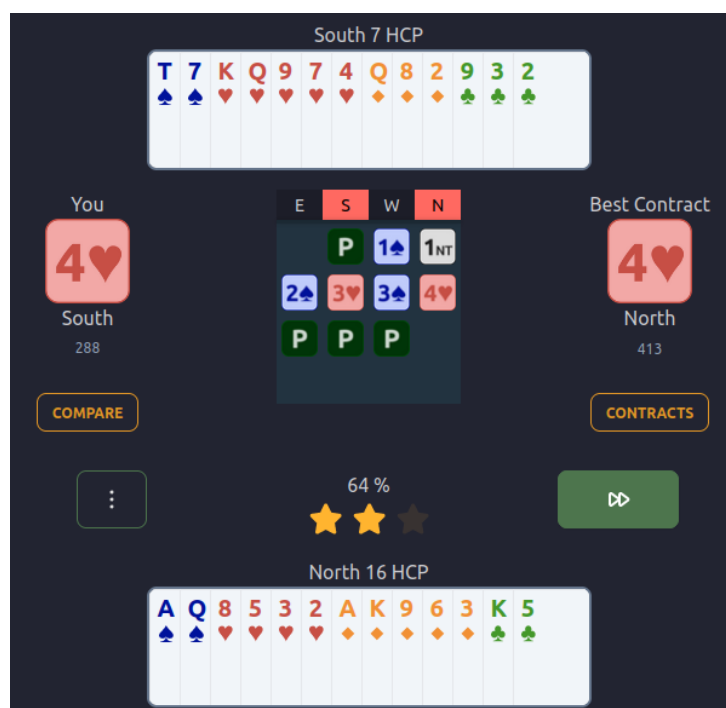 South 7 HCP
T 7 K Q 9 7 4 Q 8 2 9 3 2
♠ ♠ ♥ ♥ ♥ ♥ ♥ ♦ ♦ ♦ ♣ ♣ ♣
You
4♥
South
288
COMPARE
E S W N
P 1♠ 1NT
2♠ 3♥ 3♠ 4♥
P P P
Best Contract
4♥
North
413
CONTRACTS
64 %
North 16 HCP
A Q 8 5 3 2 A K 9 6 3 K 5
♠ ♠ ♥ ♥ ♥ ♥ ♦ ♦ ♦ ♦ ♦ ♣ ♣